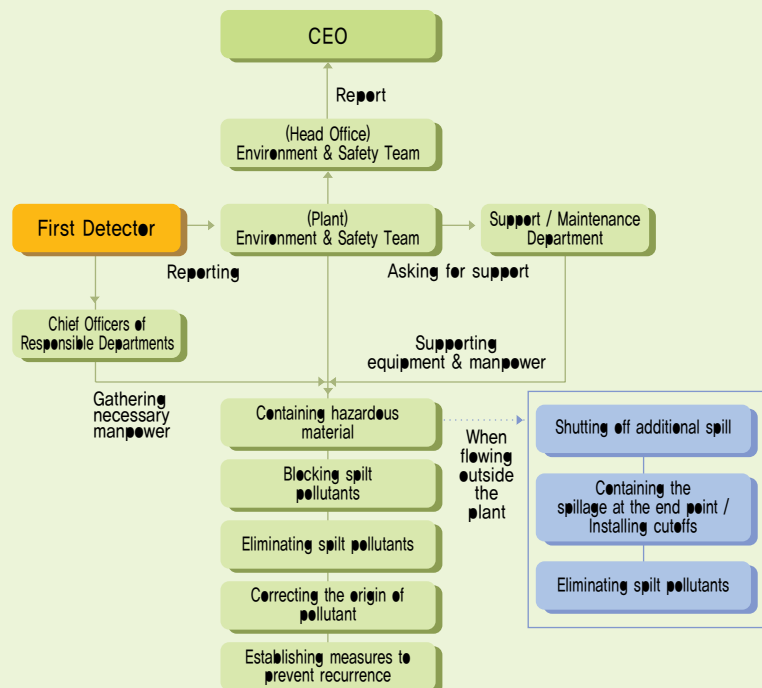 CEO
Report
(Head Office)
Environment & Safety Team
First Detector
(Plant)
Environment & Safety Team
Support / Maintenance
Department
Reporting
Asking for support
Chief Officers of
Responsible Departments
Supporting
equipment & manpower
Gathering
necessary
manpower
Containing hazardous
material
When
flowing
outside
the
plant
Shutting off additional spill
Blocking spilt
pollutants
Containing the
spillage at the end point /
Installing cutoffs
Eliminating spilt pollutants
Eliminating spilt pollutants
Correcting the origin of
pollutant
Establishing measures to
prevent recurrence